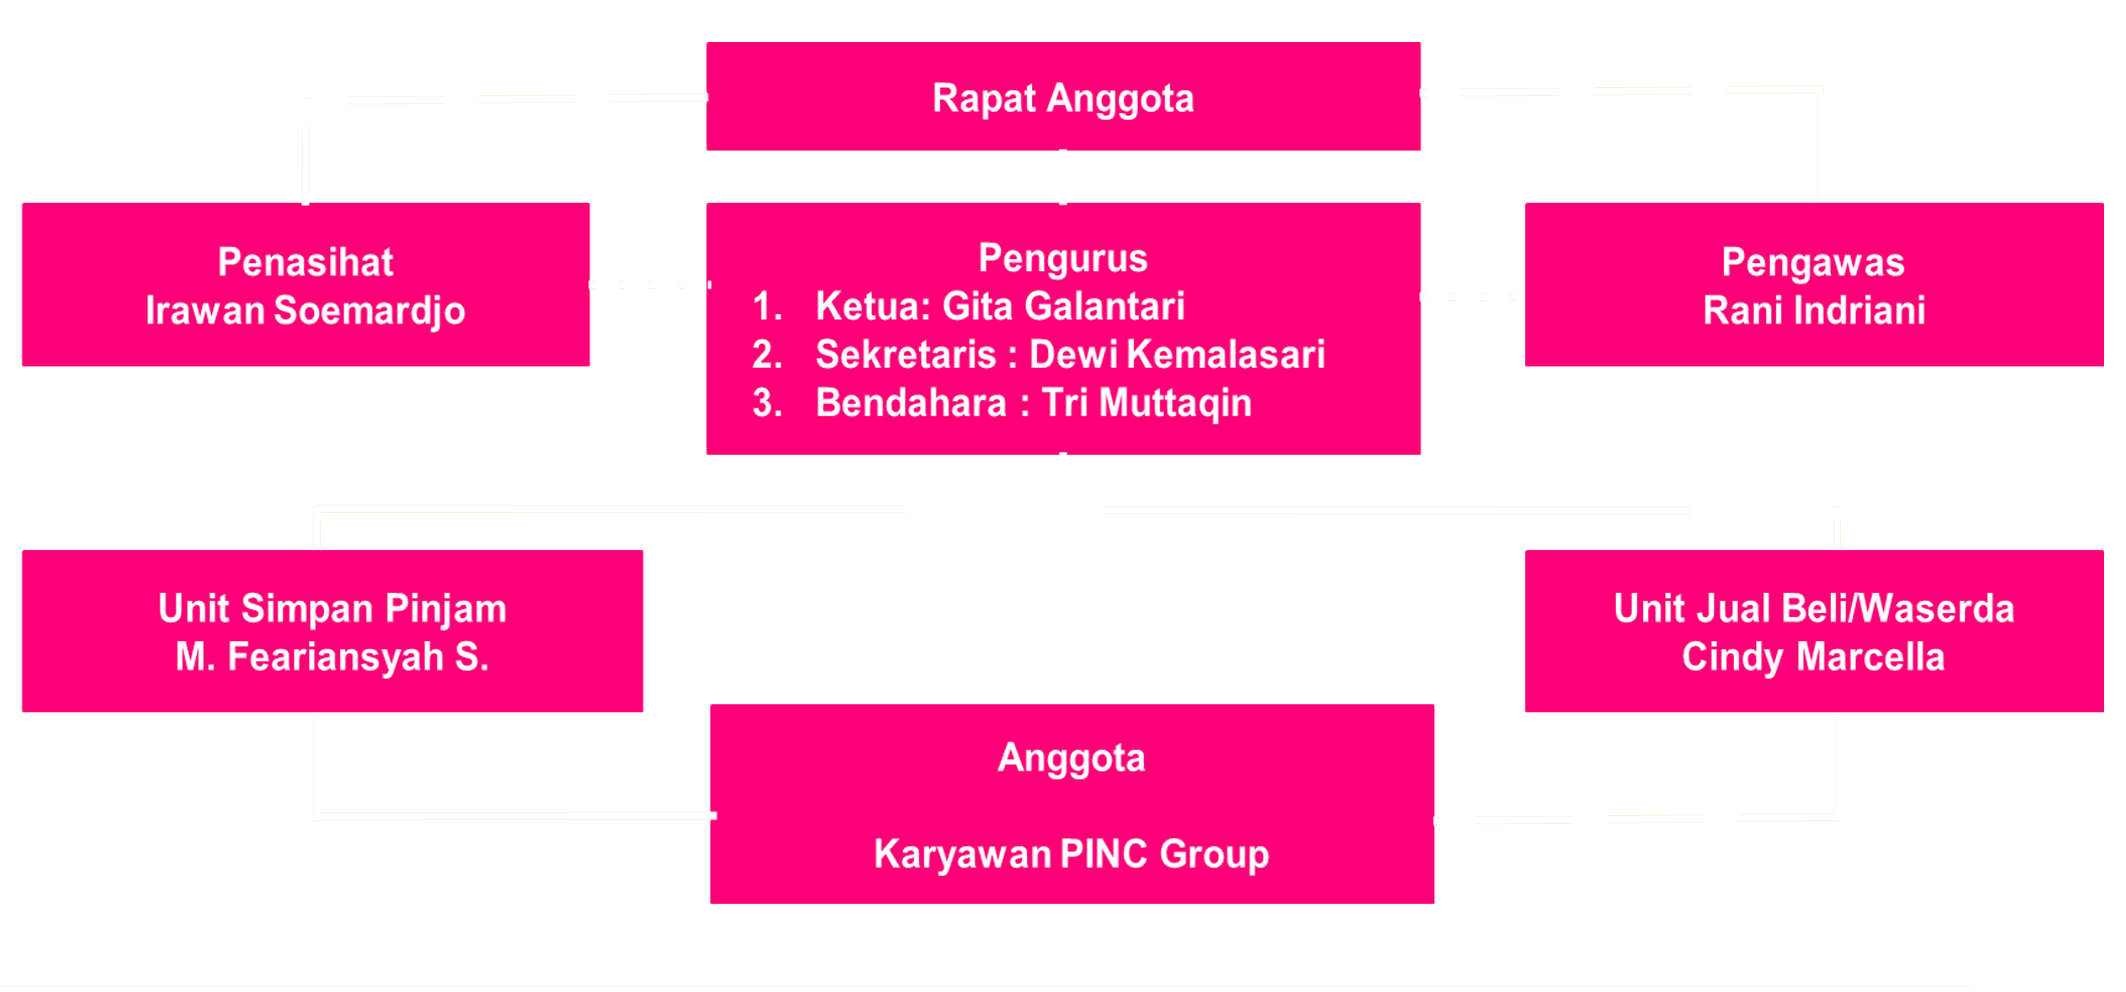 Rapat Anggota
Penasihat
Irawan Soemardjo
Pengurus
1. Ketua: Gita Galantari
2. Sekretaris : Dewi Kemalasari
3. Bendahara : Tri Muttaqin
Pengawas
Rani Indriani
Unit Simpan Pinjam
M. Feariansyah S.
Unit Jual Beli/Waserda
Cindy Marcella
Anggota
Karyawan PINC Group